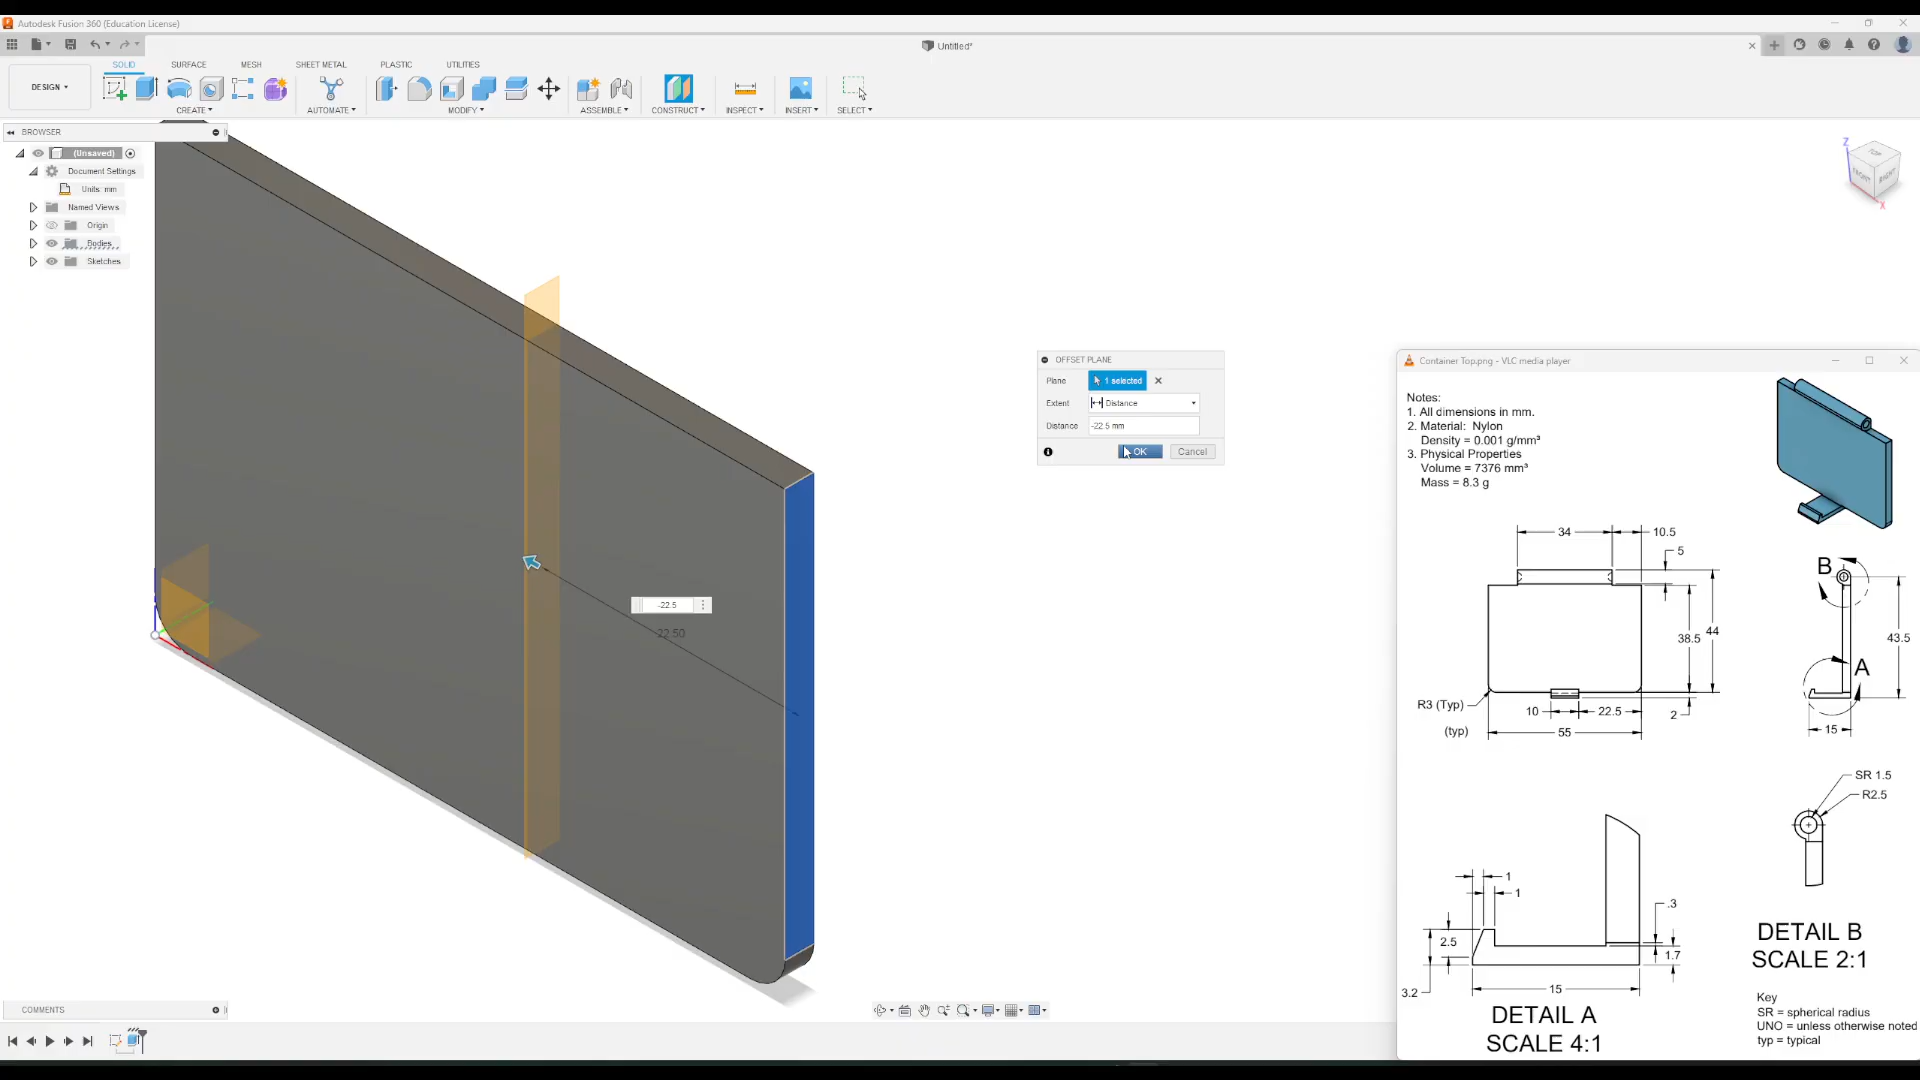 Autodesk Fusion 360 (Education License)
Untitled*
DESIGN
SOLID
SURFACE
MESH
SHEET METAL
PLASTIC
UTILITIES
CREATE
AUTOMATE
MODIFY
ASSEMBLE
CONSTRUCT
INSPECT
INSERT
SELECT
BROWSER
(Unsaved)
Document Settings
Units: mm
Named Views
Origin
Bodies
Sketches
Z
TOP
FRONT
RIGHT
X
OFFSET PLANE
Plane
1 selected
Extent
Distance
Distance
-22.5 mm
OK
Cancel
-22.5
22.50
Container Top.png - VLC media player
Notes:
1. All dimensions in mm.
2. Material: Nylon
Density = 0.001 g/mm³
3. Physical Properties
Volume = 7376 mm³
Mass = 8.3 g
34
10.5
5
38.5
44
R3 (Typ)
10
22.5
2
(typ)
55
B
A
43.5
15
SR 1.5
R2.5
1
1
.3
2.5
1.7
3.2
15
DETAIL A
SCALE 4:1
DETAIL B
SCALE 2:1
Key
SR = spherical radius
UNO = unless otherwise noted
typ = typical
COMMENTS